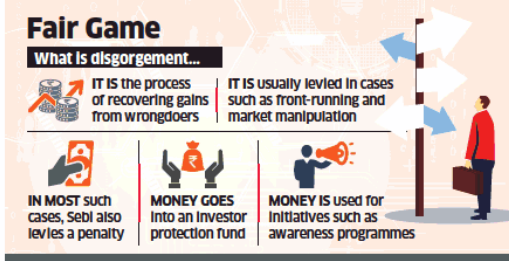 Fair Game
What is disgorgement...
IT IS the process
of recovering gains
from wrongdoers
IT IS usually levied in cases
such as front-running and
market manipulation
IN MOST such
cases, Sebi also
levies a penalty
MONEY GOES
into an investor
protection fund
MONEY IS used for
initiatives such as
awareness programmes